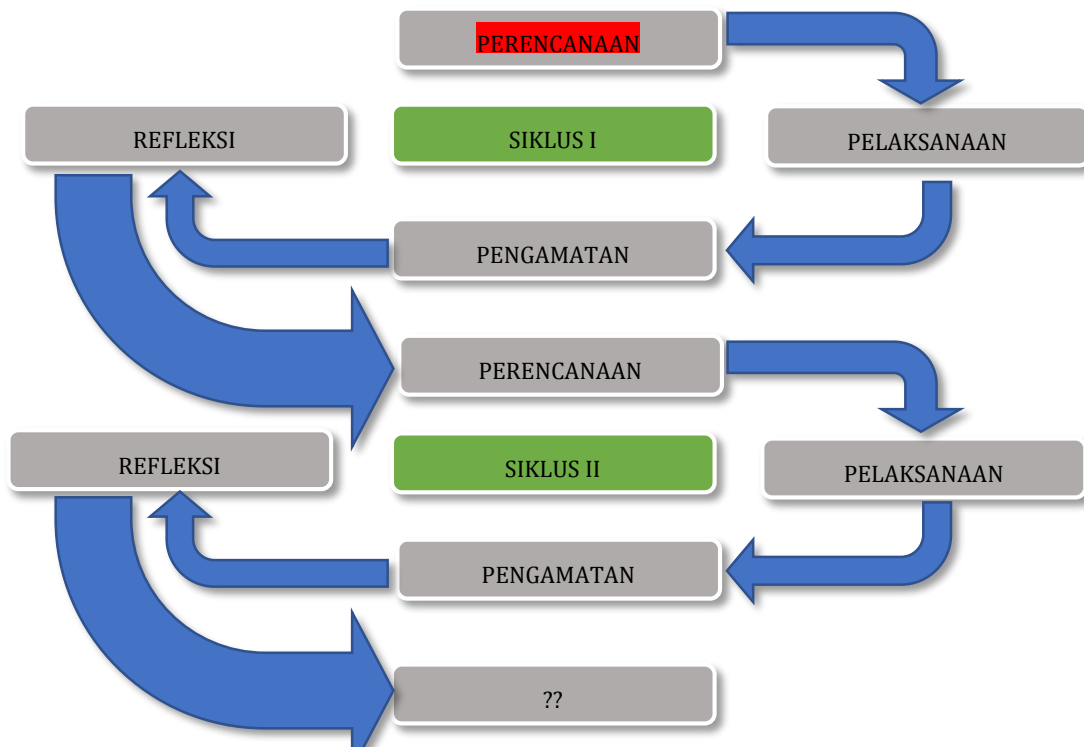 PERENCANAAN
REFLEKSI
SIKLUS I
PELAKSANAAN
PENGAMATAN
PERENCANAAN
REFLEKSI
SIKLUS II
PELAKSANAAN
PENGAMATAN
??